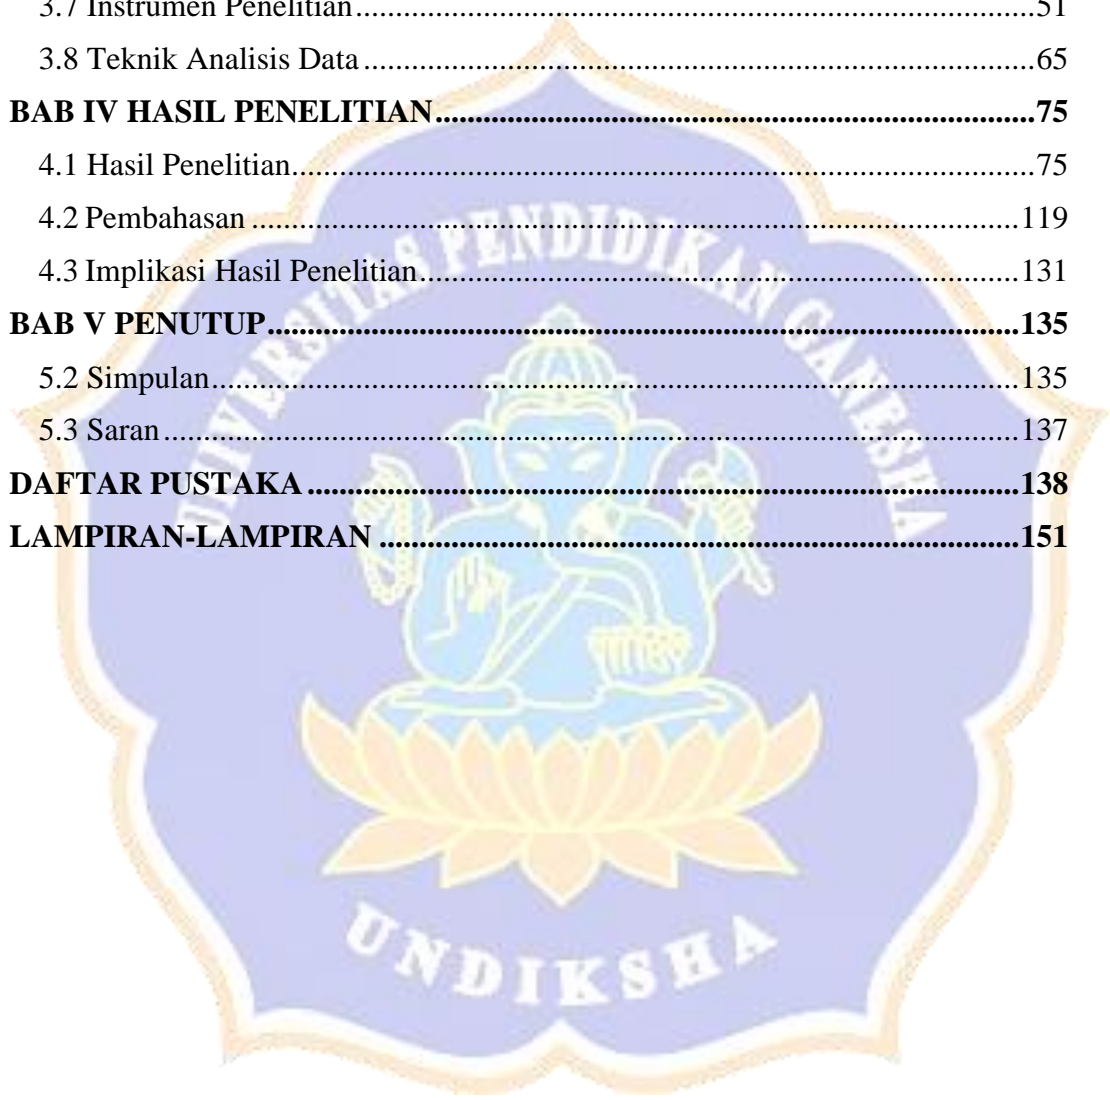 3.7 Instrumen Penelitian....................................................................................51
3.8 Teknik Analisis Data...................................................................................65
BAB IV HASIL PENELITIAN..........................................................................75
4.1 Hasil Penelitian............................................................................................75
4.2 Pembahasan...............................................................................................119
4.3 Implikasi Hasil Penelitian..........................................................................131
BAB V PENUTUP............................................................................................135
5.2 Simpulan....................................................................................................135
5.3 Saran..........................................................................................................137
DAFTAR PUSTAKA.......................................................................................138
LAMPIRAN-LAMPIRAN...............................................................................151
UNIVERSITAS PENDIDIKAN GANESHA
UNDIKSHA